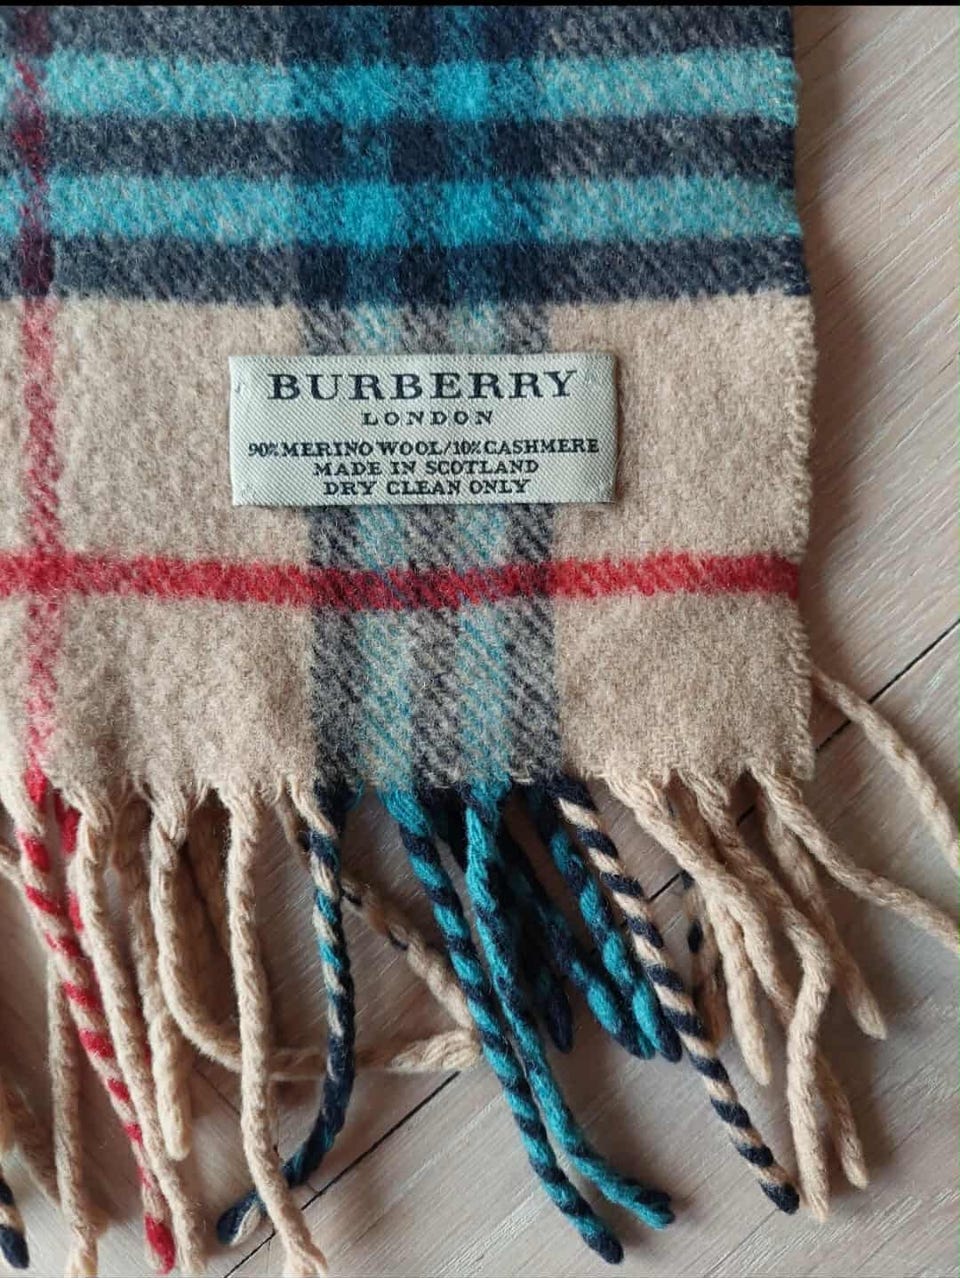 BURBERRY
LONDON
90% MERINO WOOL/10% CASHMERE
MADE IN SCOTLAND
DRY CLEAN ONLY